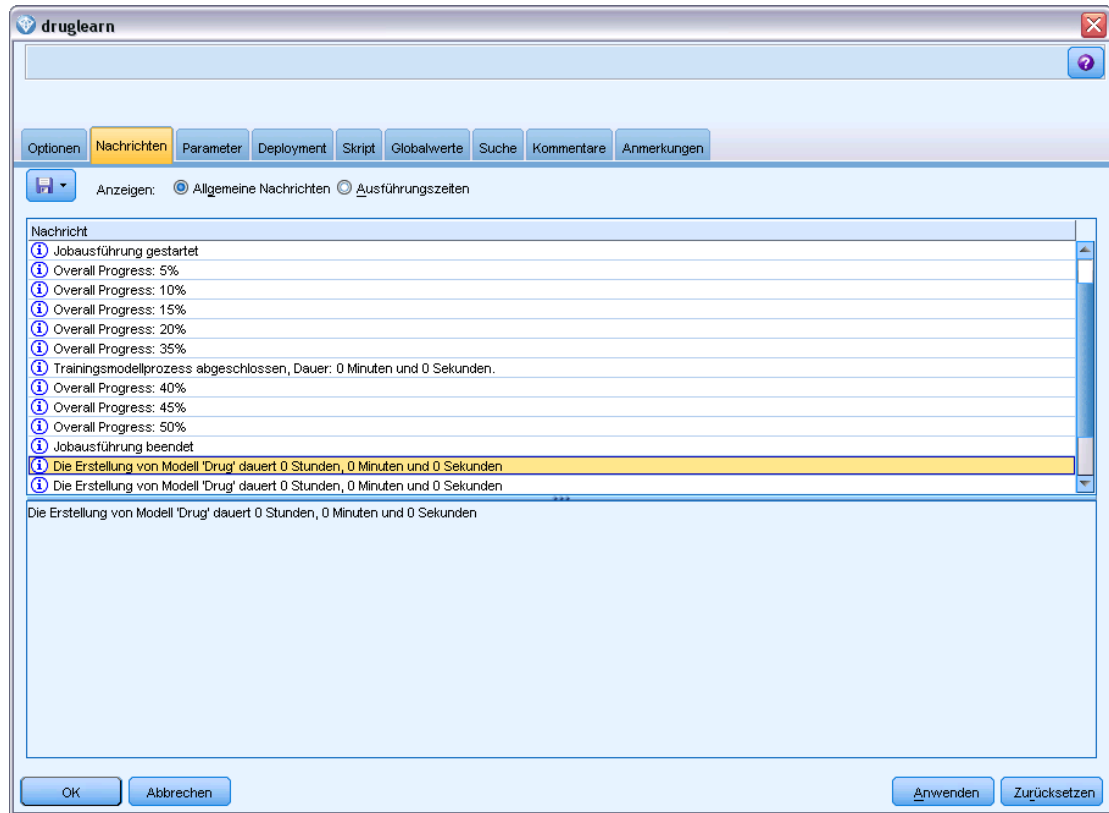 druglearn
Optionen Nachrichten Parameter Deployment Skript Globalwerte Suche Kommentare Anmerkungen
Anzeigen: Allgemeine Nachrichten Ausführungszeiten
Nachricht
Jobausführung gestartet
Overall Progress: 5%
Overall Progress: 10%
Overall Progress: 15%
Overall Progress: 20%
Overall Progress: 35%
Trainingsmodellprozess abgeschlossen, Dauer: 0 Minuten und 0 Sekunden.
Overall Progress: 40%
Overall Progress: 45%
Overall Progress: 50%
Jobausführung beendet
Die Erstellung von Modell 'Drug' dauert 0 Stunden, 0 Minuten und 0 Sekunden
Die Erstellung von Modell 'Drug' dauert 0 Stunden, 0 Minuten und 0 Sekunden
Die Erstellung von Modell 'Drug' dauert 0 Stunden, 0 Minuten und 0 Sekunden
OK Abbrechen Anwenden Zurücksetzen